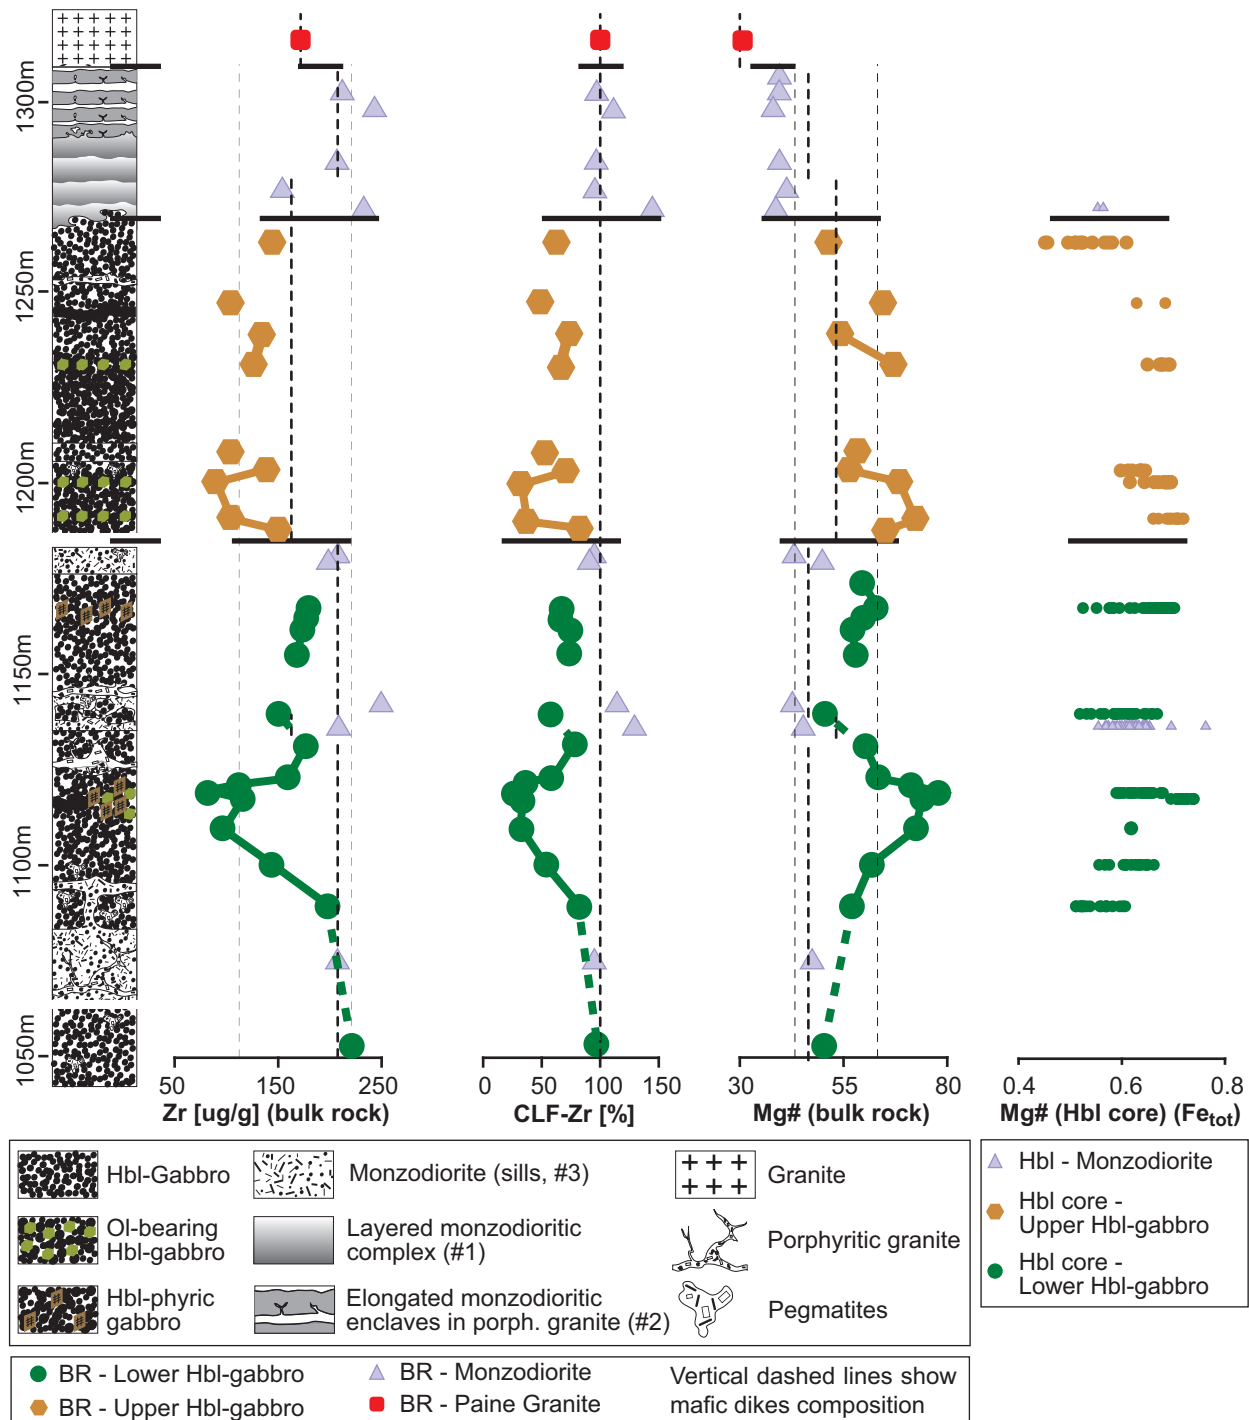 1300m
1250m
1200m
1150m
1100m
1050m
50 150 250
Zr [ug/g] (bulk rock)
0 50 100 150
CLF-Zr [%]
30 55 80
Mg# (bulk rock)
0.4 0.6 0.8
Mg# (Hbl core) (Fetot)
Hbl-Gabbro
Ol-bearing
Hbl-gabbro
Hbl-phyric
gabbro
Monzodiorite (sills, #3)
Layered monzodioritic
complex (#1)
Elongated monzodioritic
enclaves in porph. granite (#2)
Granite
Porphyritic granite
Pegmatites
Hbl - Monzodiorite
Hbl core -
Upper Hbl-gabbro
Hbl core -
Lower Hbl-gabbro
BR - Lower Hbl-gabbro
BR - Upper Hbl-gabbro
BR - Monzodiorite
BR - Paine Granite
Vertical dashed lines show
mafic dikes composition